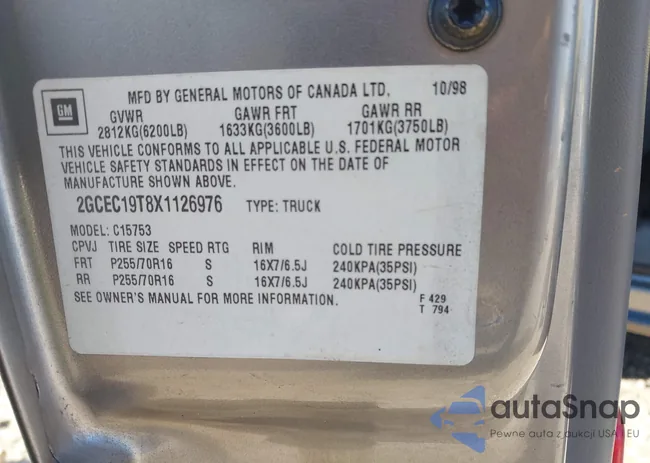 GM
MFD BY GENERAL MOTORS OF CANADA LTD. 10/98
GVWR GAWR FRT GAWR RR
2812KG(6200LB) 1633KG(3600LB) 1701KG(3750LB)
THIS VEHICLE CONFORMS TO ALL APPLICABLE U.S. FEDERAL MOTOR
VEHICLE SAFETY STANDARDS IN EFFECT ON THE DATE OF
MANUFACTURE SHOWN ABOVE.
2GCEC19T8X1126976 TYPE: TRUCK
MODEL: C15753
CPVJ TIRE SIZE SPEED RTG RIM COLD TIRE PRESSURE
FRT P255/70R16 S 16X7/6.5J 240KPA(35PSI)
RR P255/70R16 S 16X7/6.5J 240KPA(35PSI)
SEE OWNER'S MANUAL FOR MORE INFORMATION. F 429
T 794
autaSnap
Pewne auta z aukcji USA i EU